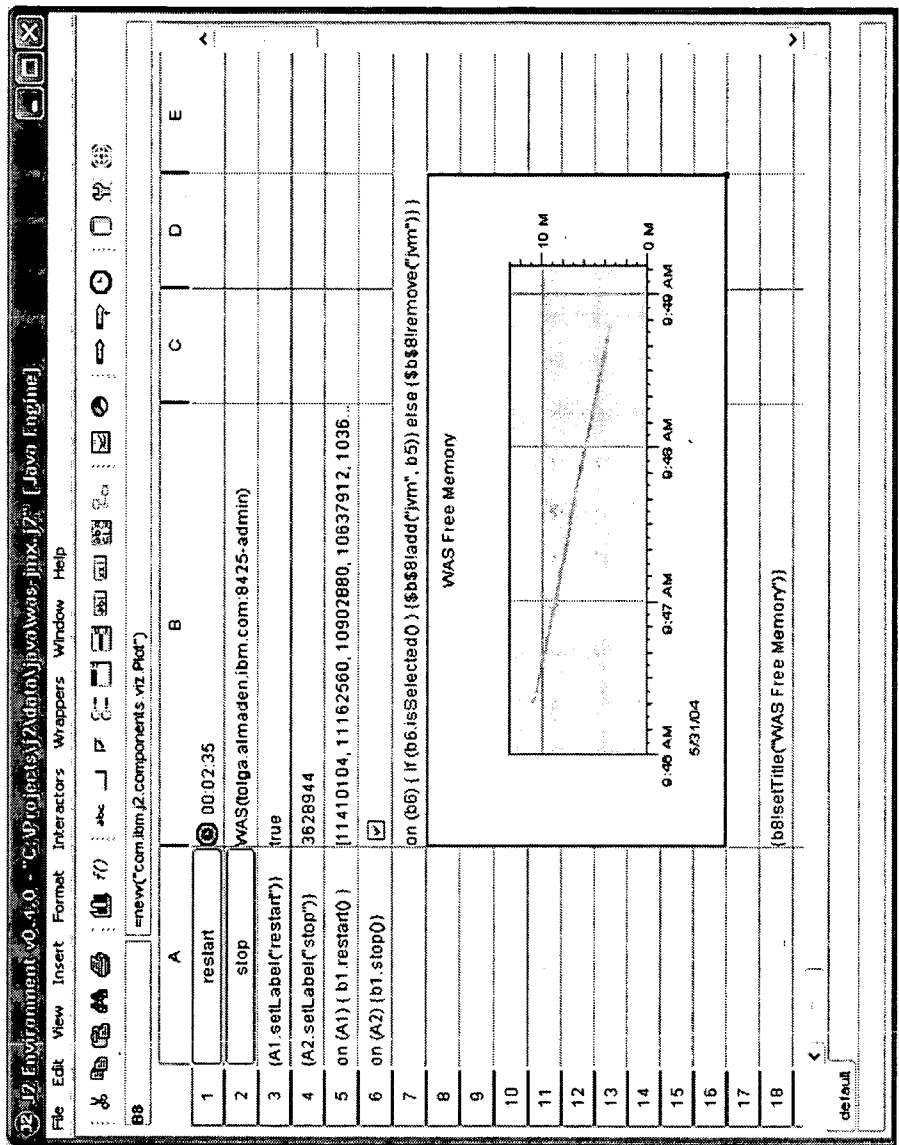 J2 Environment v0.4.0 - "C:\Projects\j2\data\java\was-jmx.j2" [Java Engine]
File Edit View Insert Format Interactors Wrappers Window Help
B8 =new("com.ibm.j2.components.viz.Plot")
A B C D E
1 restart 00:02:35
2 stop WAS(tolga.almaden.ibm.com:8425-admin)
3 {A1.setLabel("restart")} true
4 {A2.setLabel("stop")} 3628944
5 on (A1) { b1.restart() } [11410104, 11162560, 10902880, 10637912, 1036...
6 on (A2) {b1.stop()}
7 on (b6) { if (b6.isSelected() ) {$b$8!add("jvm", b5)} else {$b$8!remove("jvm")} }
8 WAS Free Memory
9
10
11 10 M
12
13
14 0 M
15 9:46 AM 9:47 AM 9:48 AM 9:49 AM
16 5/31/04
17
18 {b8!setTitle("WAS Free Memory")}
default